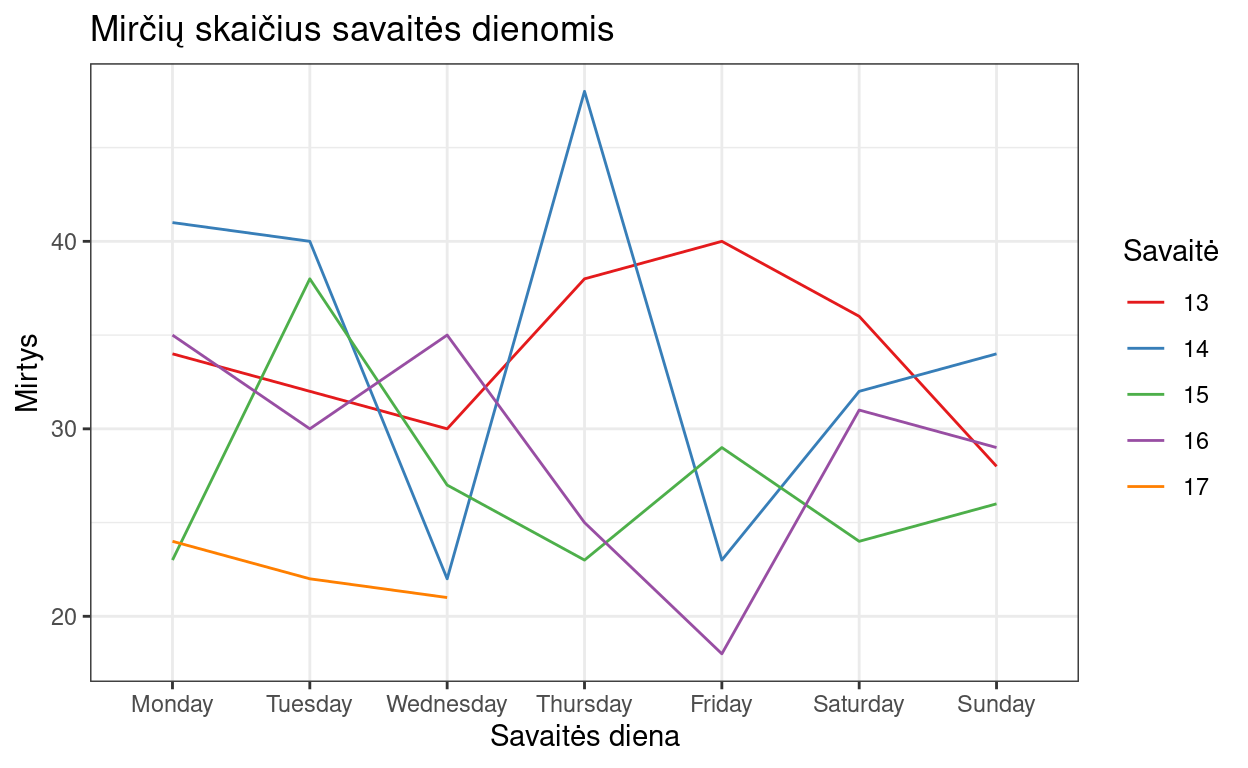 Mirčių skaičius savaitės dienomis
Mirtys
40
30
20
Monday Tuesday Wednesday Thursday Friday Saturday Sunday
Savaitės diena
Savaitė
13
14
15
16
17